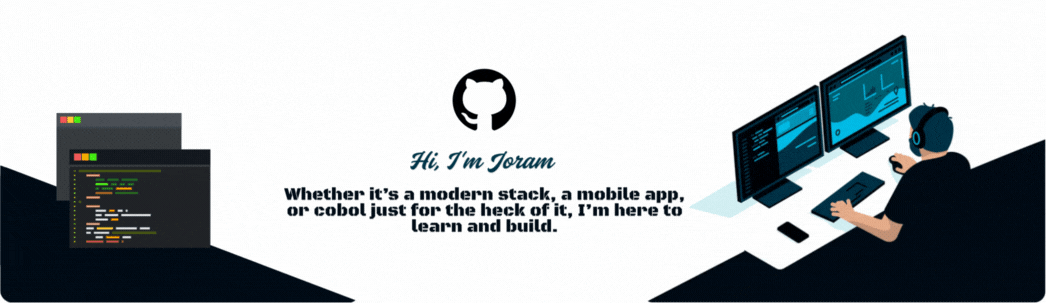 Hi, I'm Joram
Whether it's a modern stack, a mobile app,
or cobol just for the heck of it, I'm here to
learn and build.